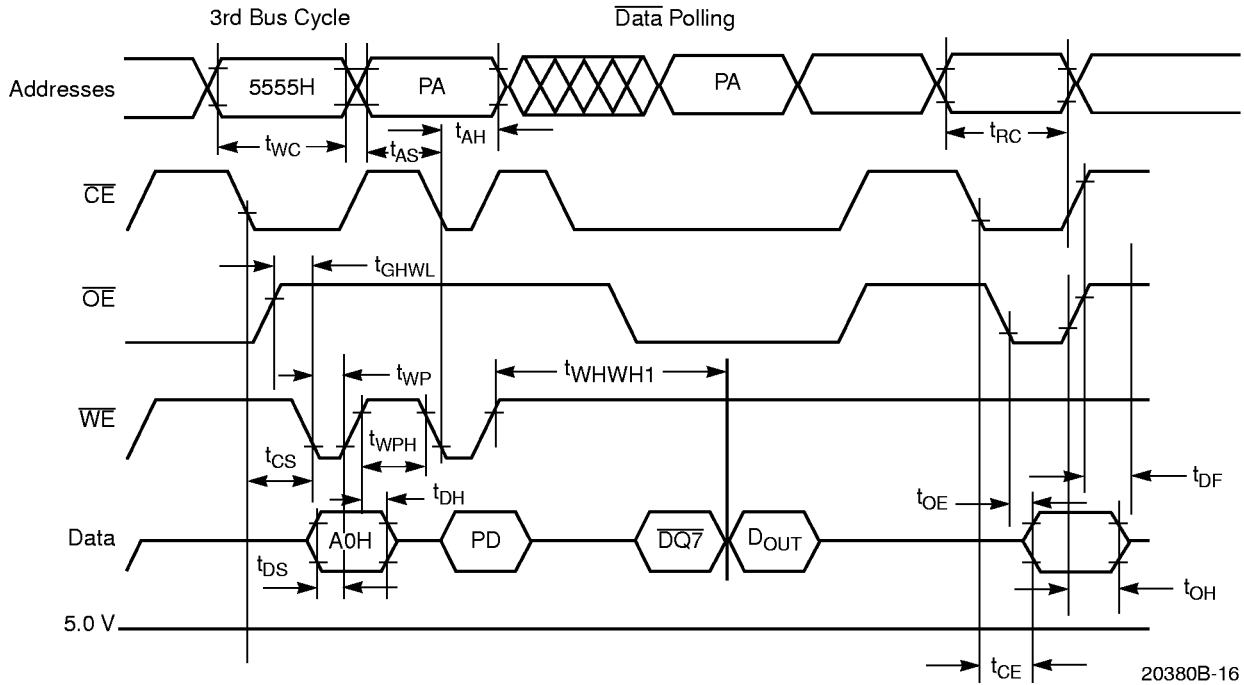 3rd Bus Cycle
Data Polling
Addresses
5555H
PA
PA
tWC
tAS
tAH
tRC
CE
tGHWL
OE
tWP
tWHWH1
WE
tCS
tWPH
tDH
tOE
tDF
Data
A0H
PD
DQ7
DOUT
tDS
tOH
5.0 V
tCE
20380B-16